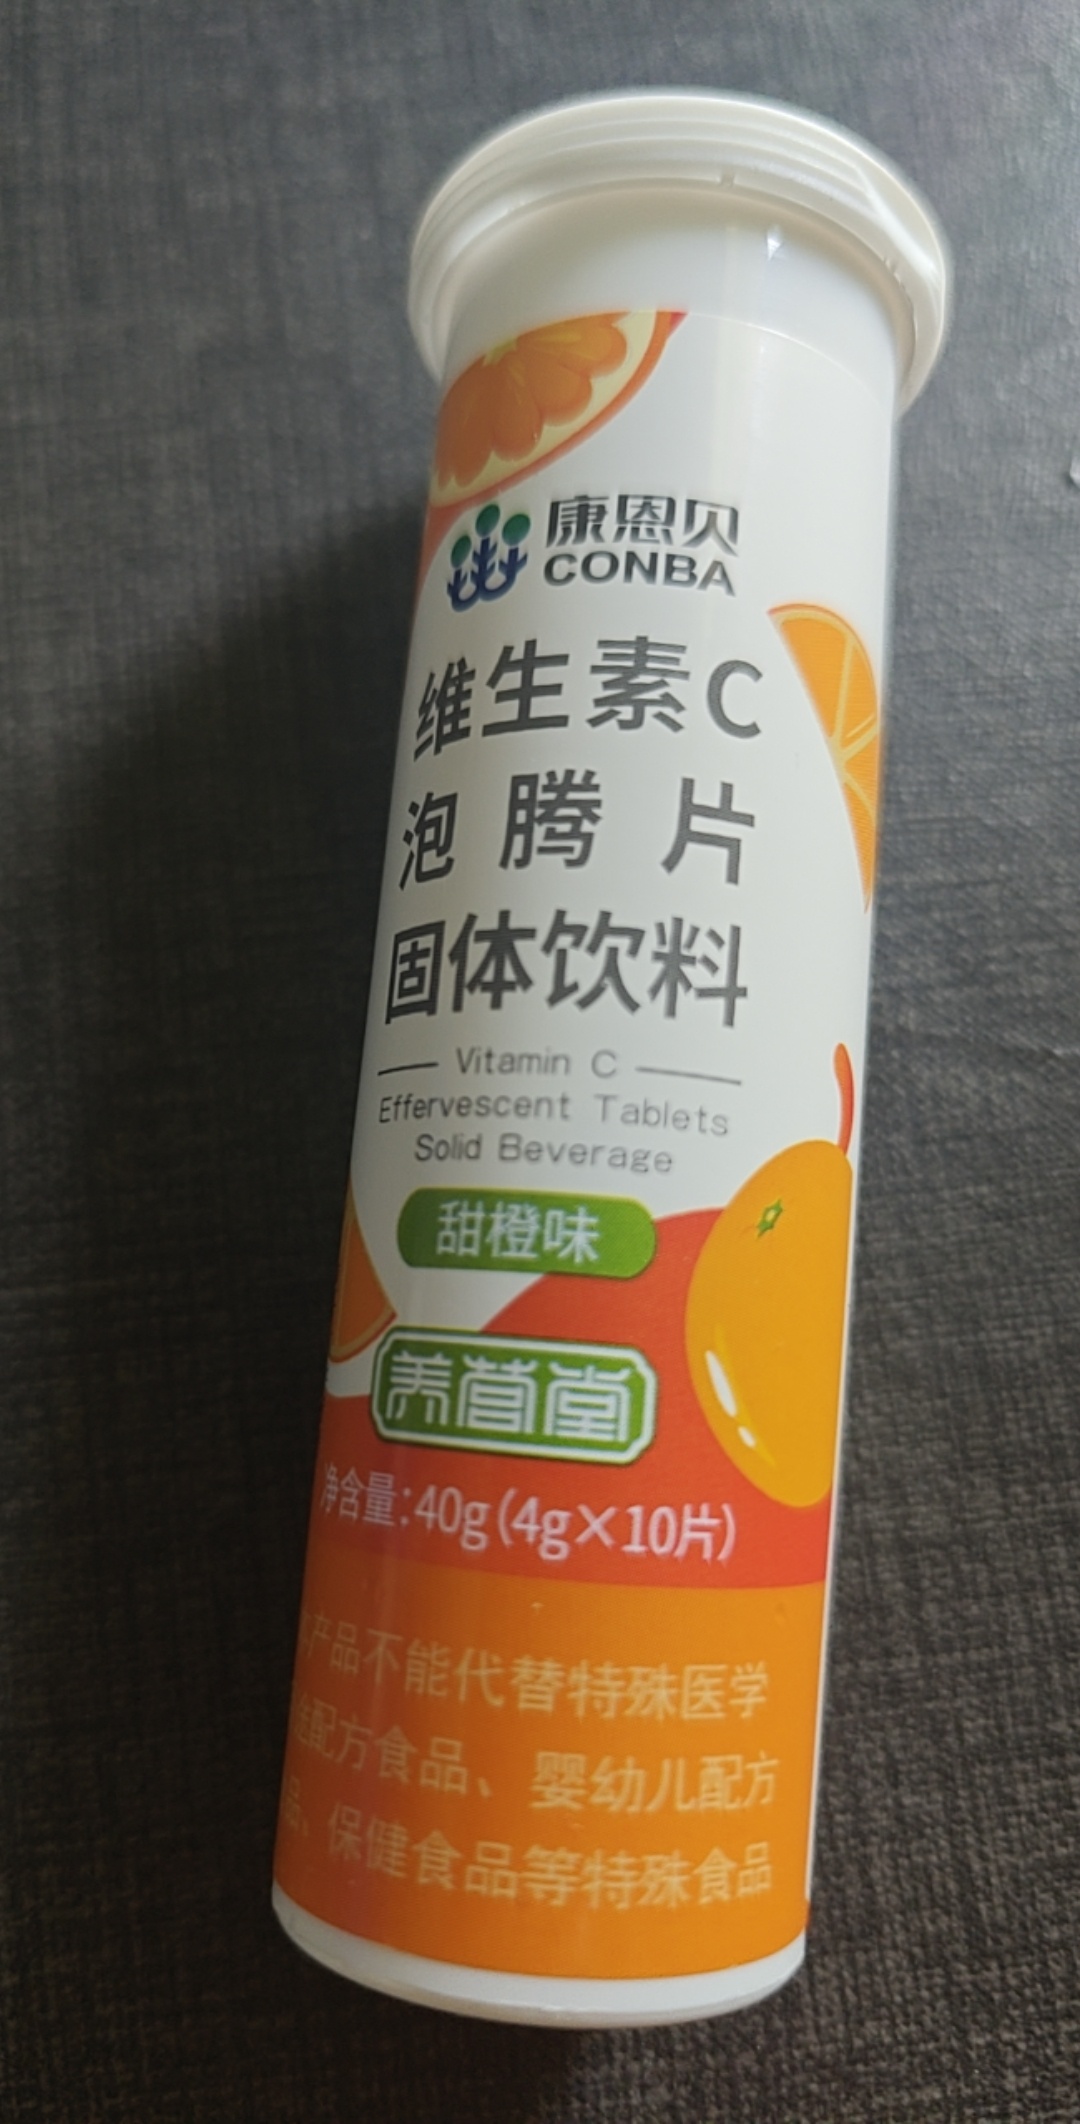 康恩贝
CONBA
维生素C
泡腾片
固体饮料
Vitamin C
Effervescent Tablets
Solid Beverage
甜橙味
养营堂
净含量:40g(4g×10片)
产品不能代替特殊医学
配方食品、婴幼儿配方
品、保健食品等特殊食品